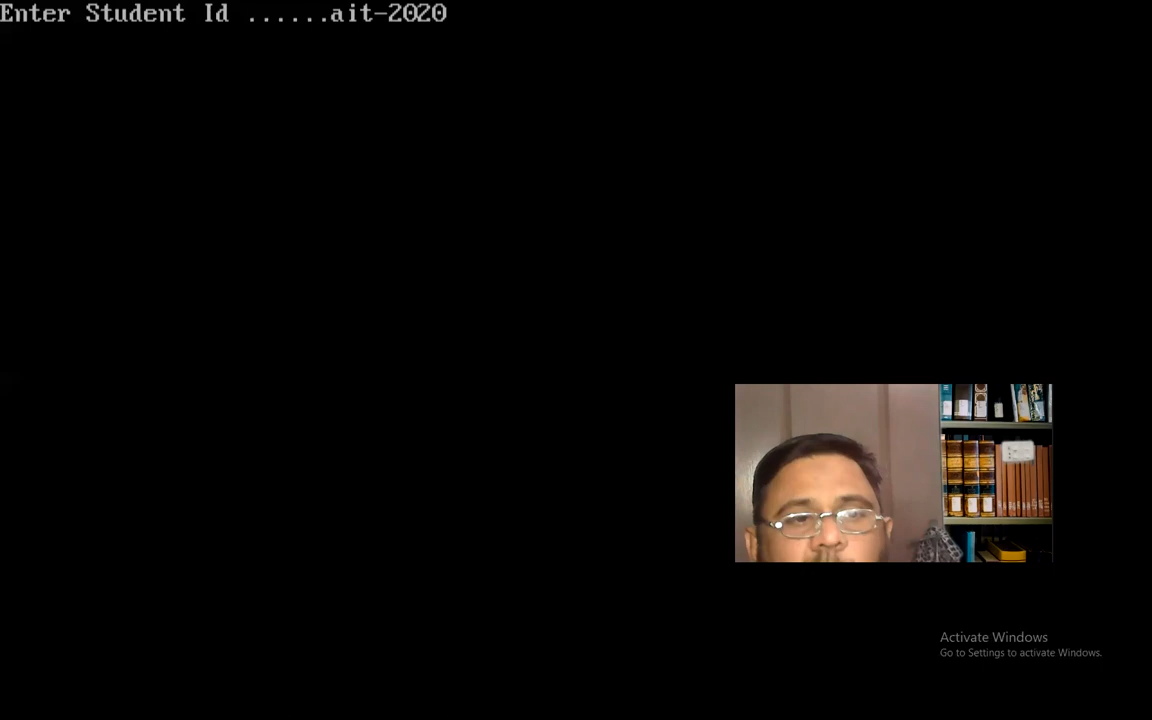 Enter Student Id ......ait-2020
Activate Windows
Go to Settings to activate Windows.